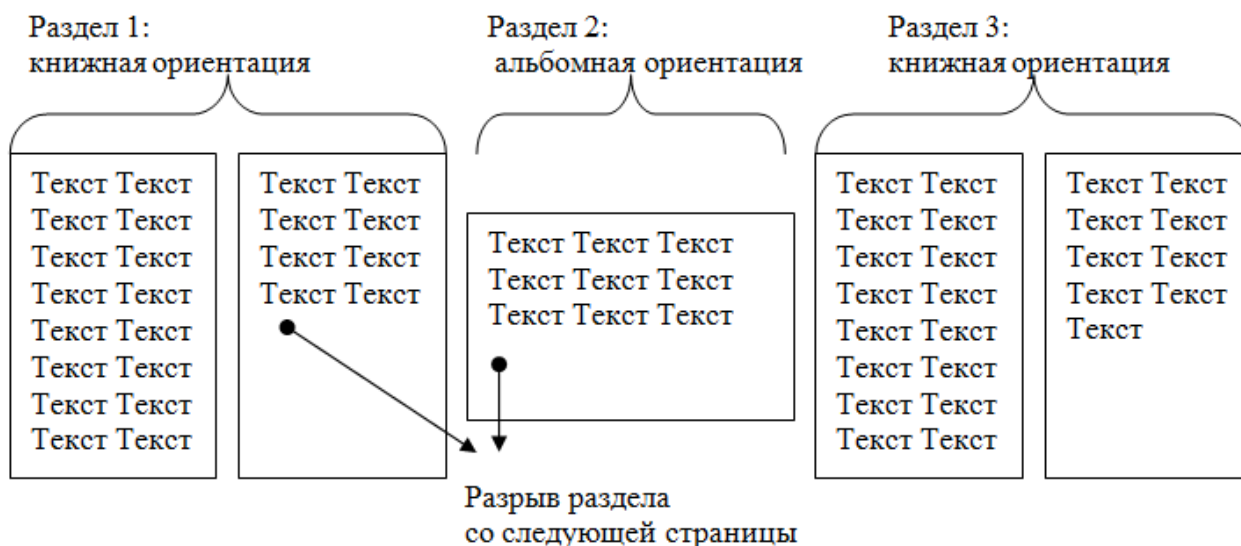 Раздел 1:
книжная ориентация
Раздел 2:
альбомная ориентация
Раздел 3:
книжная ориентация
Текст Текст
Текст Текст
Текст Текст
Текст Текст
Текст Текст
Текст Текст
Текст Текст
Текст Текст
Текст Текст
Текст Текст
Текст Текст
Текст Текст
Текст Текст Текст
Текст Текст Текст
Текст Текст Текст
Текст Текст
Текст Текст
Текст Текст
Текст Текст
Текст Текст
Текст Текст
Текст Текст
Текст Текст
Текст Текст
Текст Текст
Текст Текст
Текст Текст
Текст
Разрыв раздела
со следующей страницы